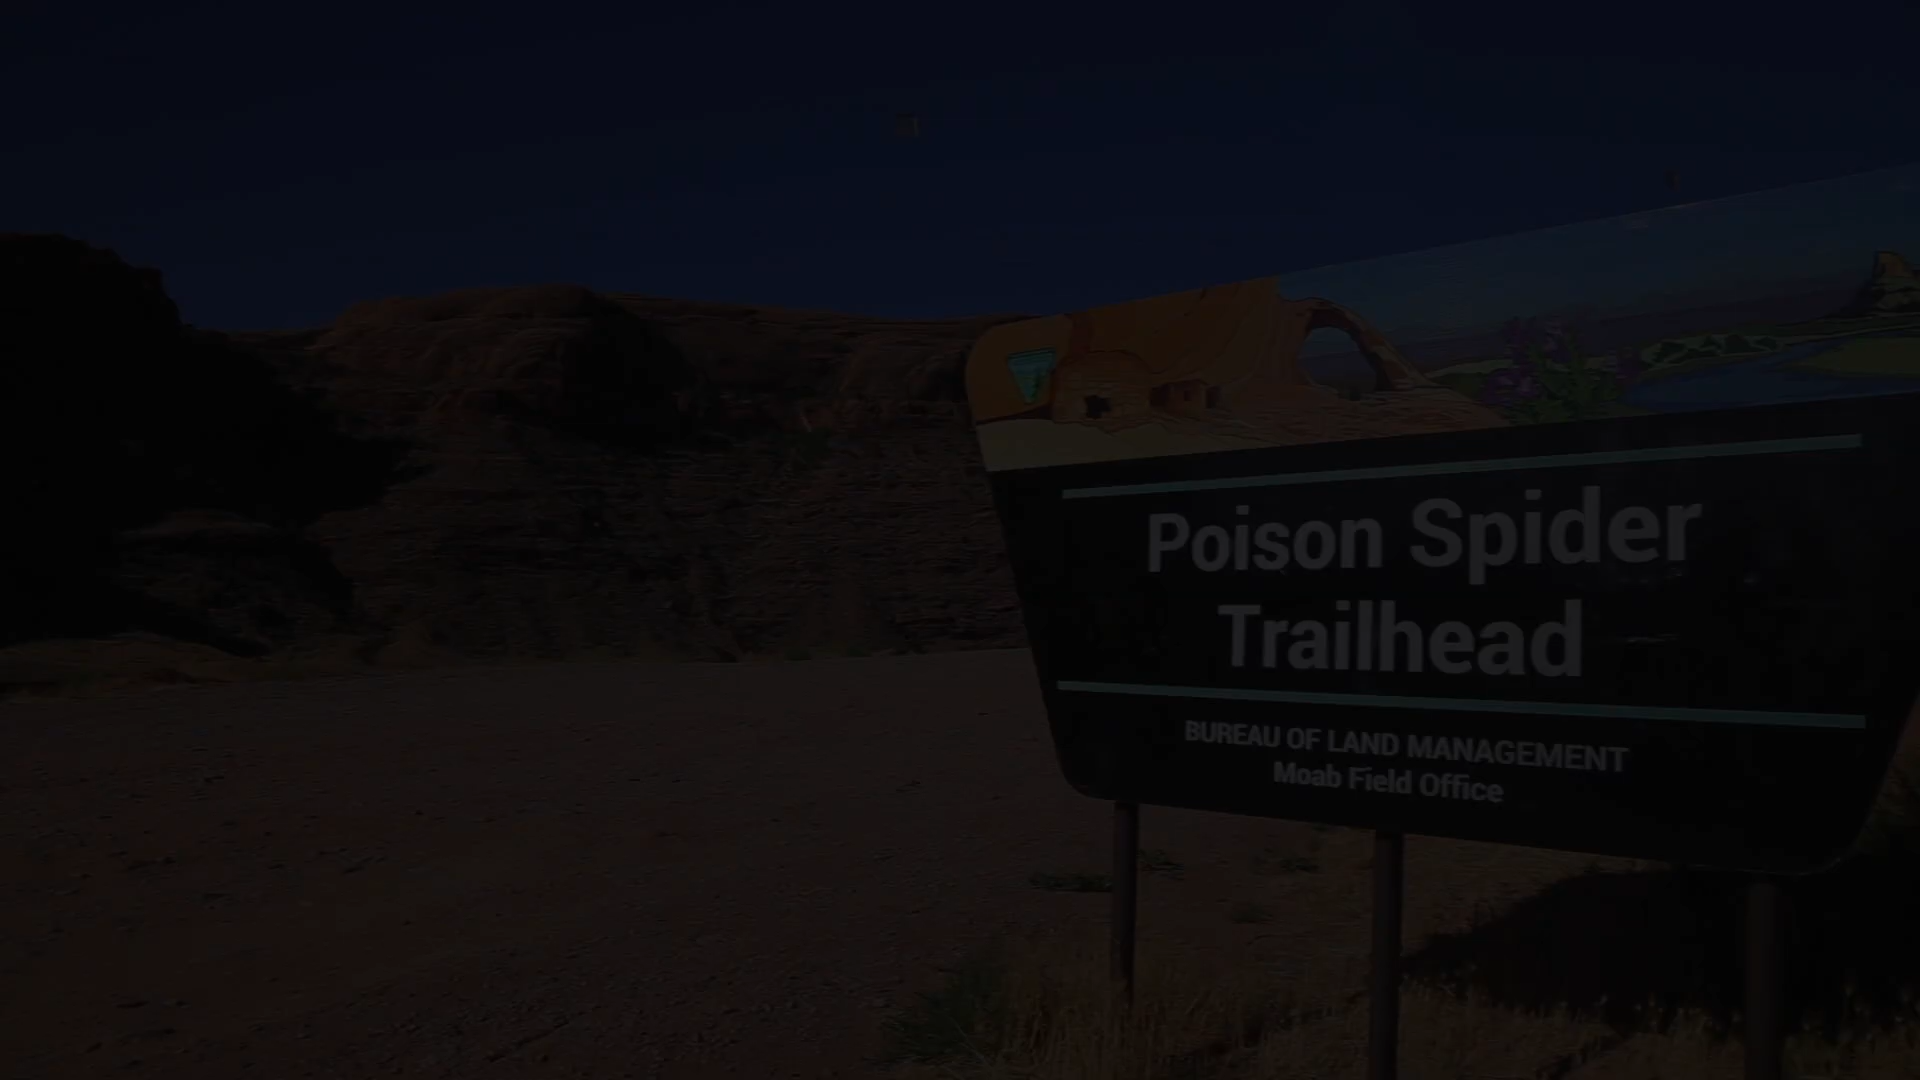 Poison Spider
Trailhead
BUREAU OF LAND MANAGEMENT
Moab Field Office